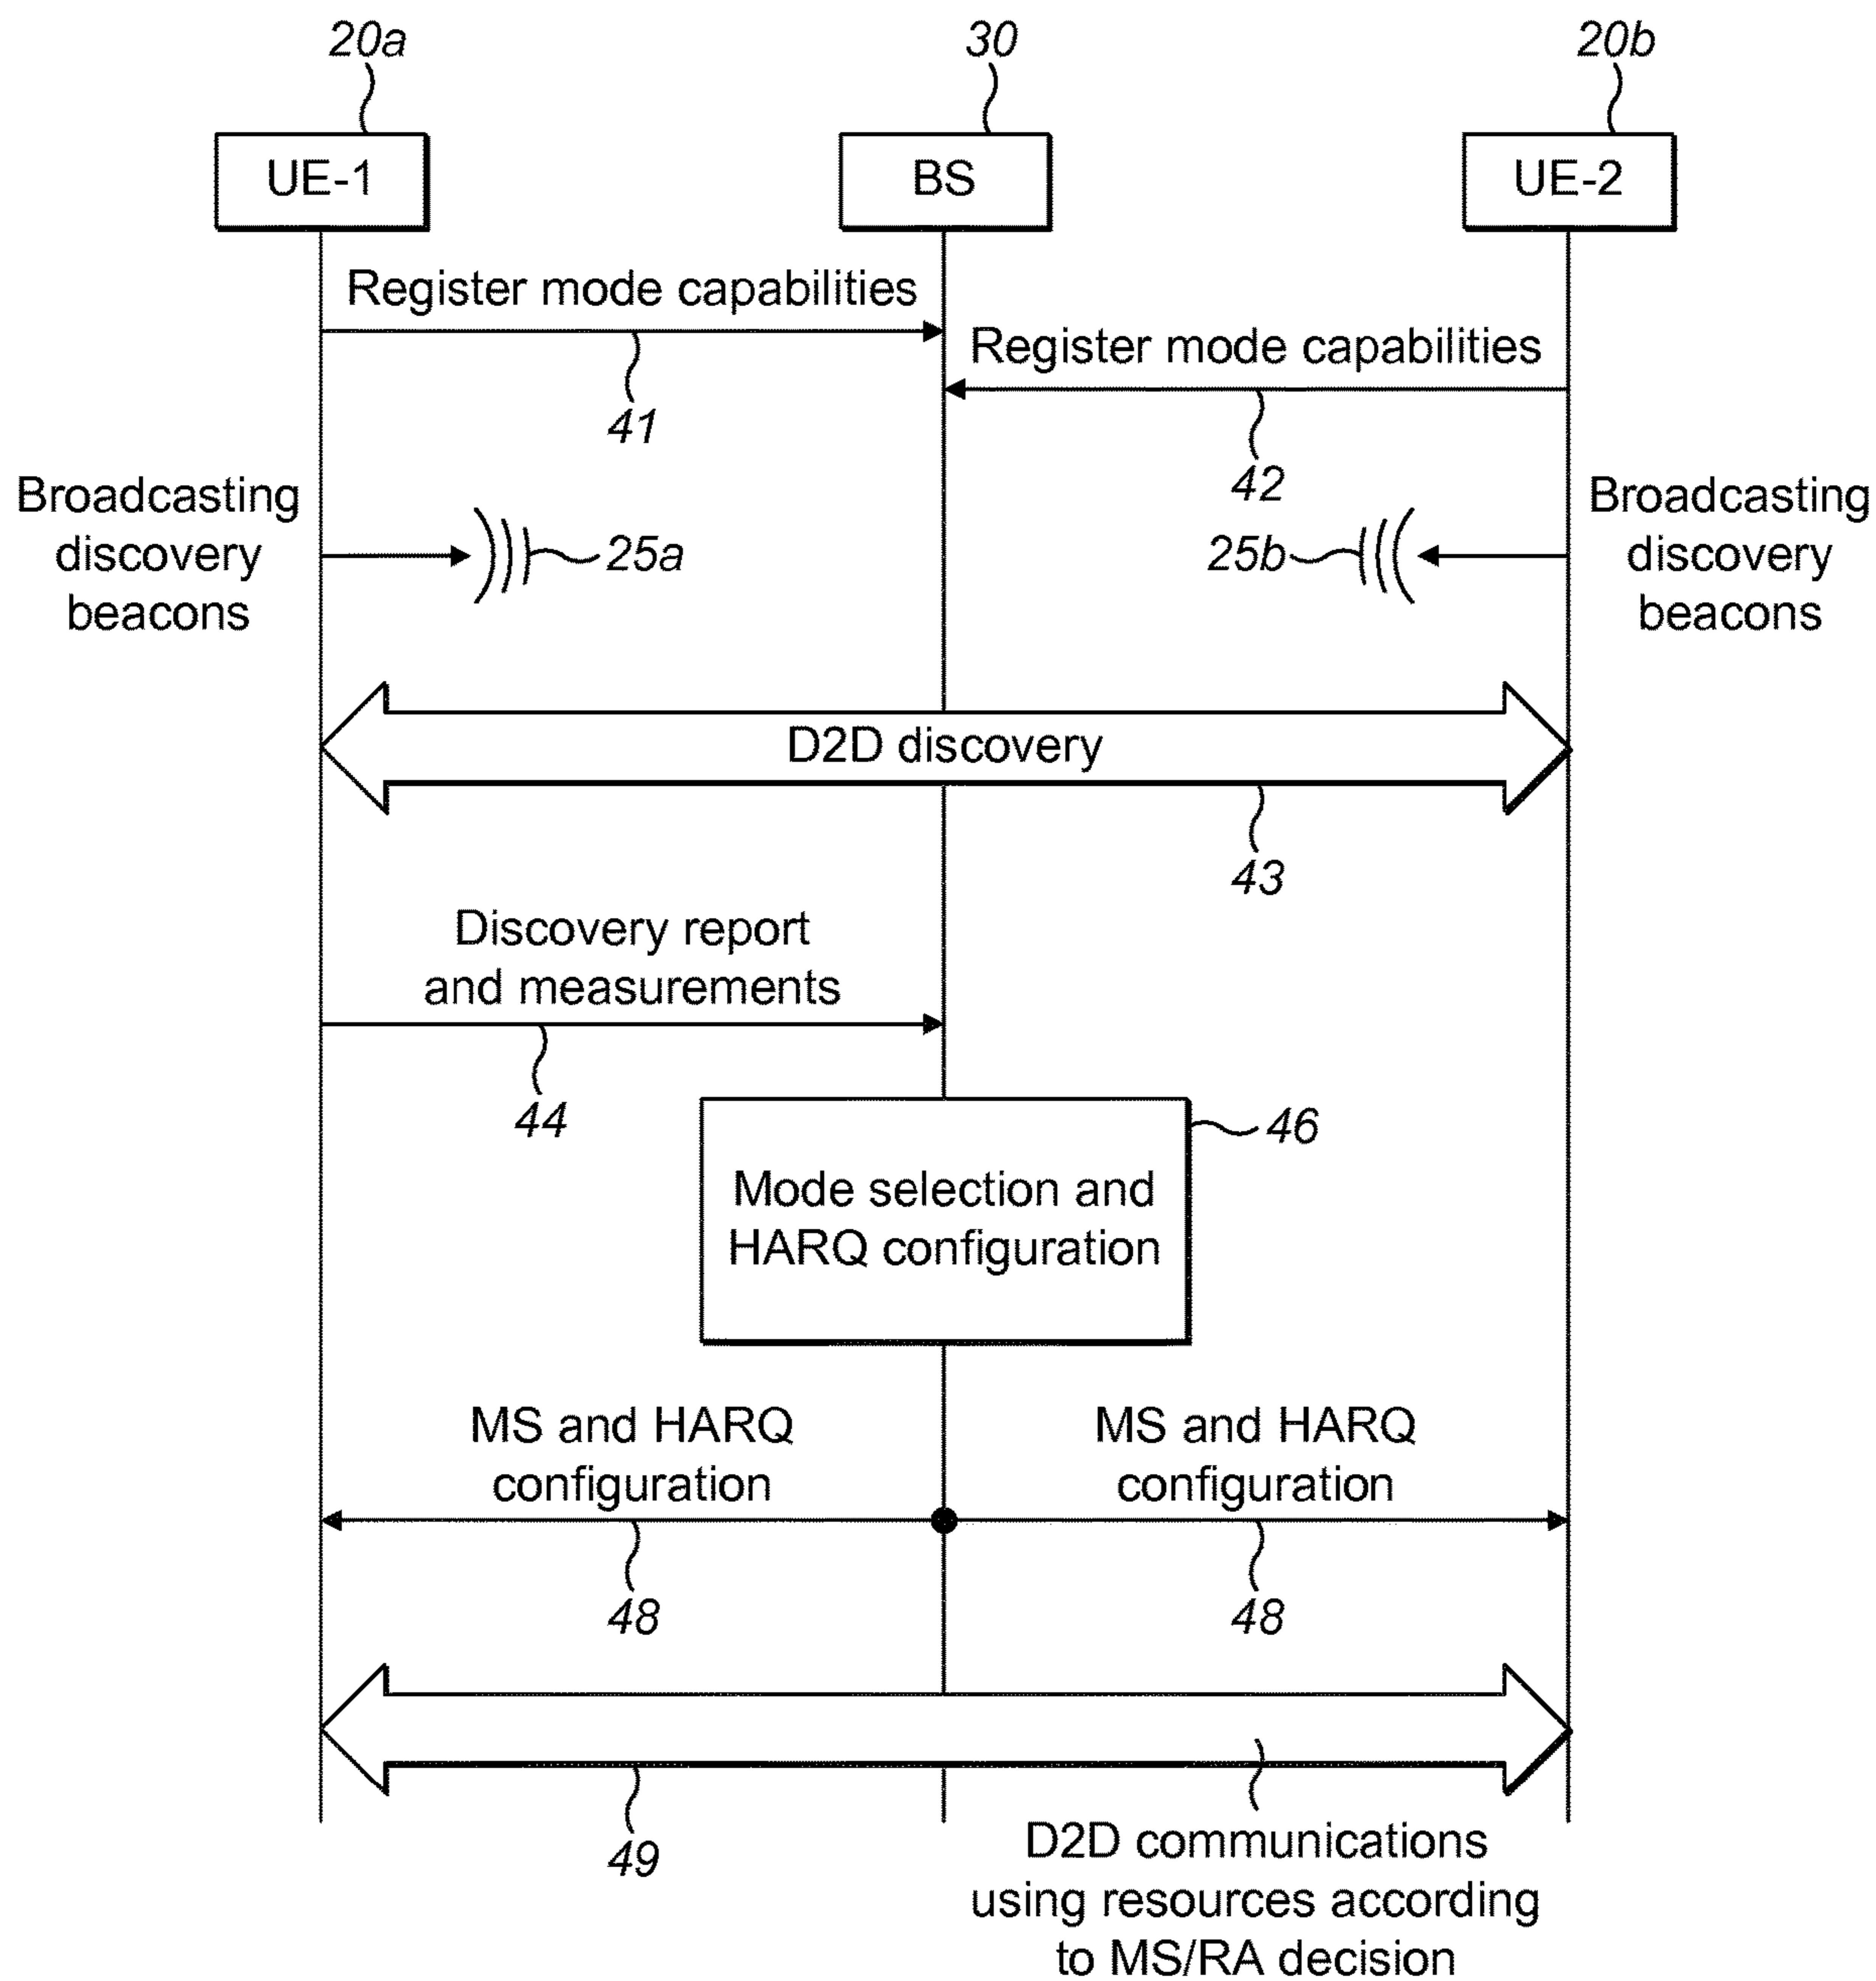 20a
30
20b
UE-1
BS
UE-2
Register mode capabilities
41
Register mode capabilities
42
Broadcasting
discovery
beacons
25a
25b
Broadcasting
discovery
beacons
D2D discovery
43
Discovery report
and measurements
44
46
Mode selection and
HARQ configuration
MS and HARQ
configuration
48
MS and HARQ
configuration
48
49
D2D communications
using resources according
to MS/RA decision